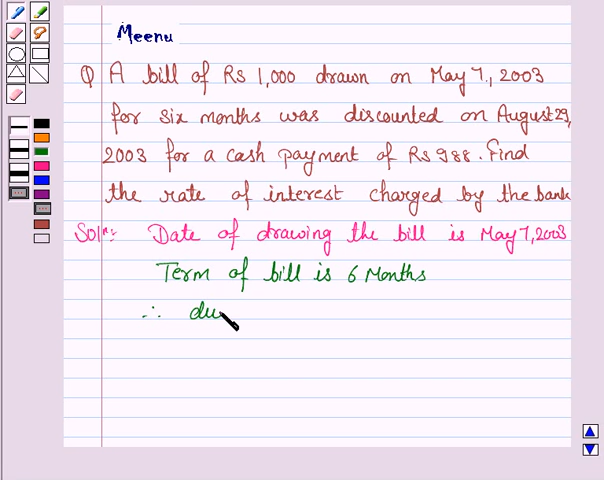 Meenu
Q A bill of Rs 1,000 drawn on May 7, 2003
for six months was discounted on August 29,
2003 for a cash payment of Rs 988. Find
the rate of interest charged by the bank
Solⁿ: Date of drawing the bill is May 7, 2003
Term of bill is 6 Months
∴ du